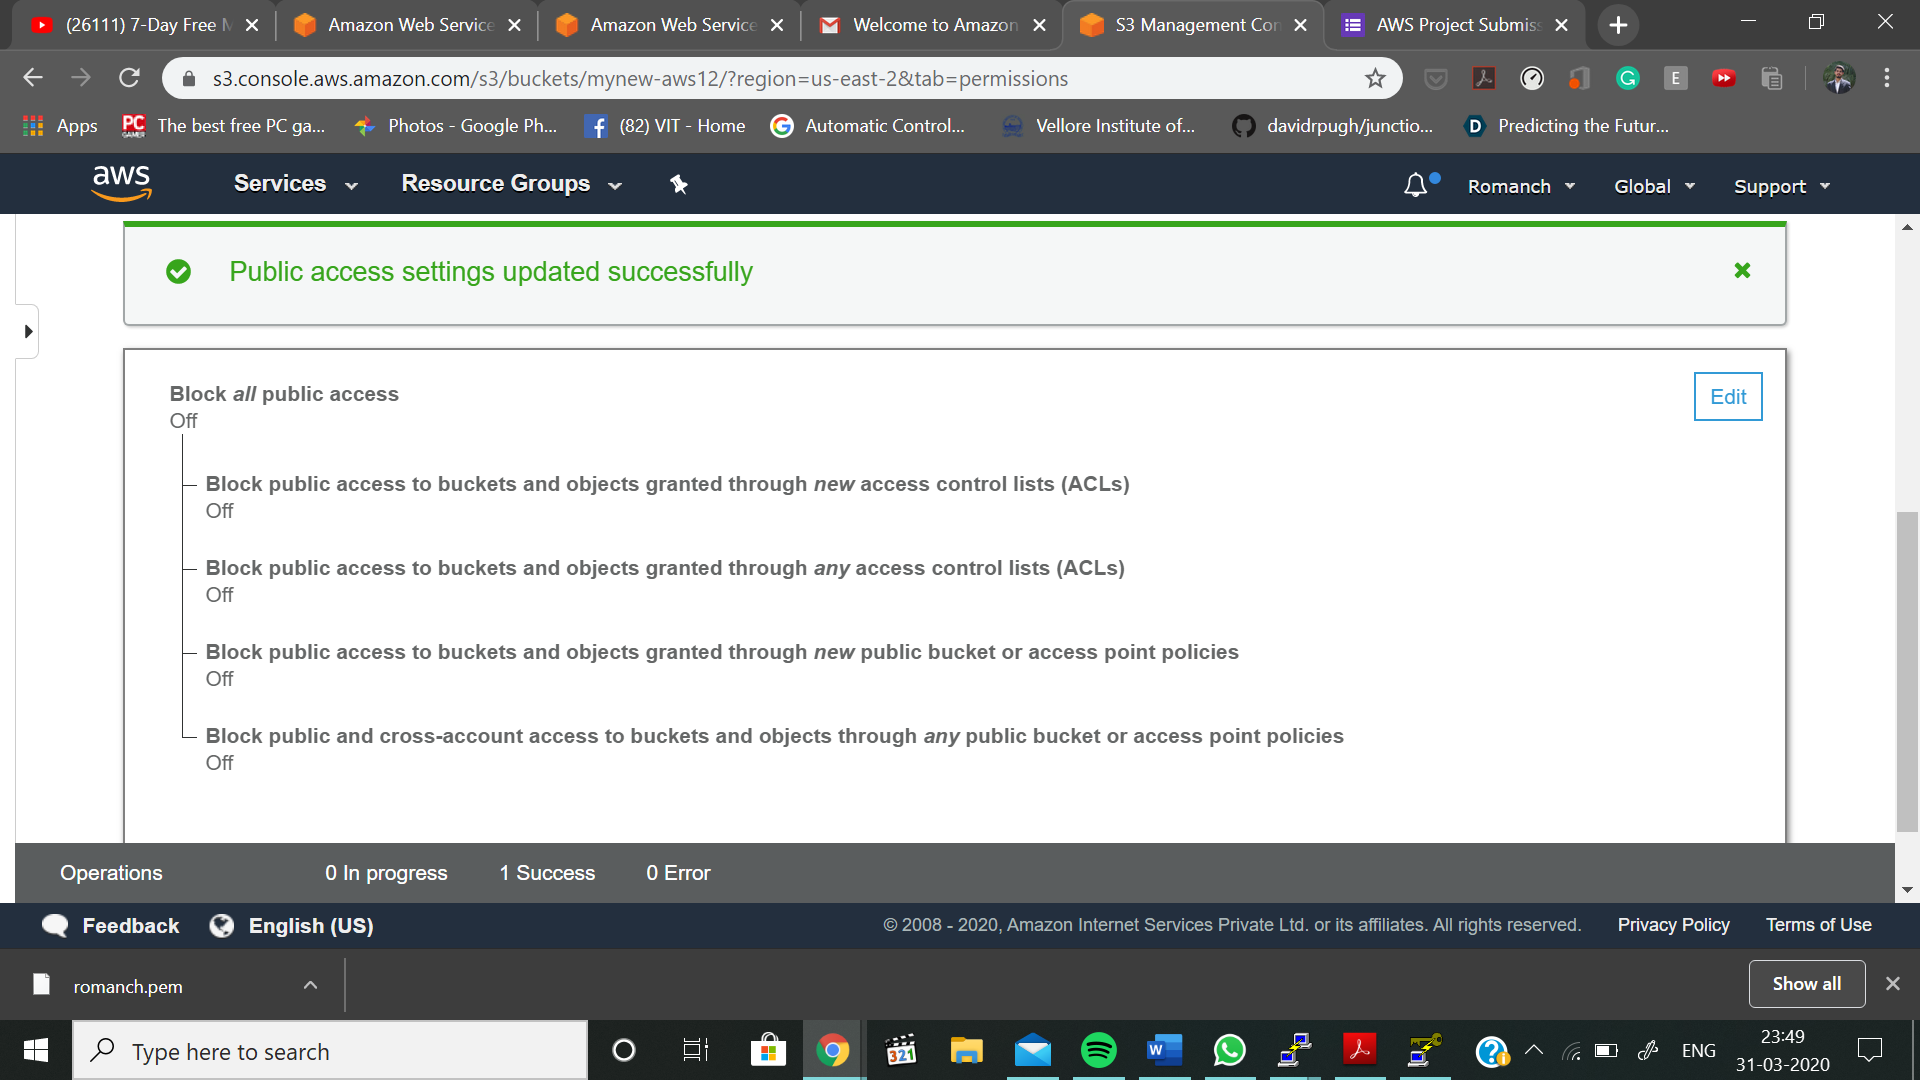 (26111) 7-Day Free M
Amazon Web Service
Amazon Web Service
Welcome to Amazon
S3 Management Con
AWS Project Submiss
s3.console.aws.amazon.com/s3/buckets/mynew-aws12/?region=us-east-2&tab=permissions
Apps
The best free PC ga...
Photos - Google Ph...
(82) VIT - Home
Automatic Control...
Vellore Institute of...
davidrpugh/junctio...
Predicting the Futur...
aws
Services
Resource Groups
Romanch
Global
Support
Public access settings updated successfully
Block all public access
Off
Edit
Block public access to buckets and objects granted through new access control lists (ACLs)
Off
Block public access to buckets and objects granted through any access control lists (ACLs)
Off
Block public access to buckets and objects granted through new public bucket or access point policies
Off
Block public and cross-account access to buckets and objects through any public bucket or access point policies
Off
Operations
0 In progress
1 Success
0 Error
Feedback
English (US)
© 2008 - 2020, Amazon Internet Services Private Ltd. or its affiliates. All rights reserved.
Privacy Policy
Terms of Use
romanch.pem
Show all
Type here to search
321
ENG
23:49
31-03-2020